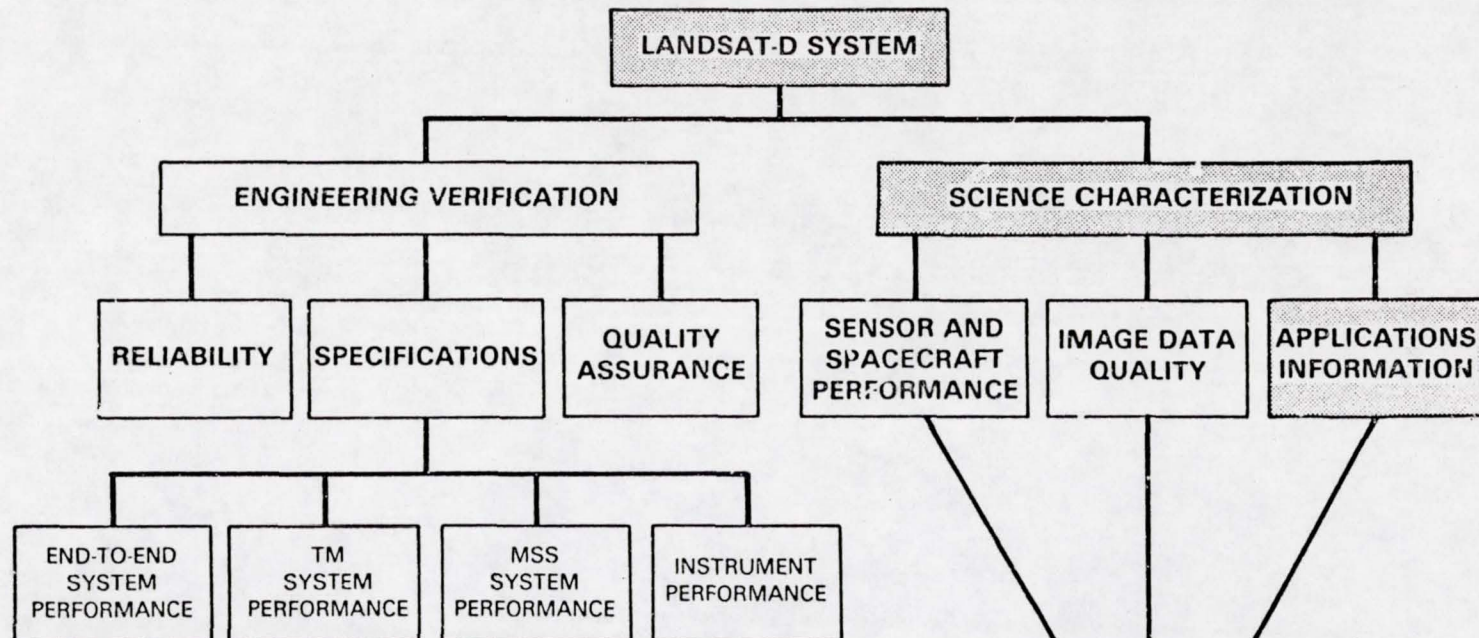 LANDSAT-D SYSTEM
ENGINEERING VERIFICATION
SCIENCE CHARACTERIZATION
RELIABILITY
SPECIFICATIONS
QUALITY
ASSURANCE
SENSOR AND
SPACECRAFT
PERFORMANCE
IMAGE DATA
QUALITY
APPLICATIONS
INFORMATION
END-TO-END
SYSTEM
PERFORMANCE
TM
SYSTEM
PERFORMANCE
MSS
SYSTEM
PERFORMANCE
INSTRUMENT
PERFORMANCE